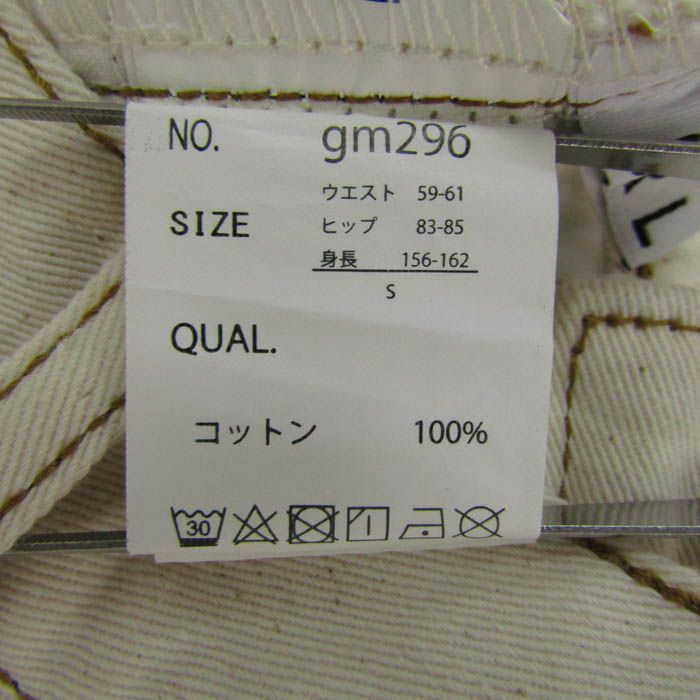 NO. gm296
SIZE
ウエスト 59-61
ヒップ 83-85
身長 156-162
S
QUAL.
コットン 100%
30